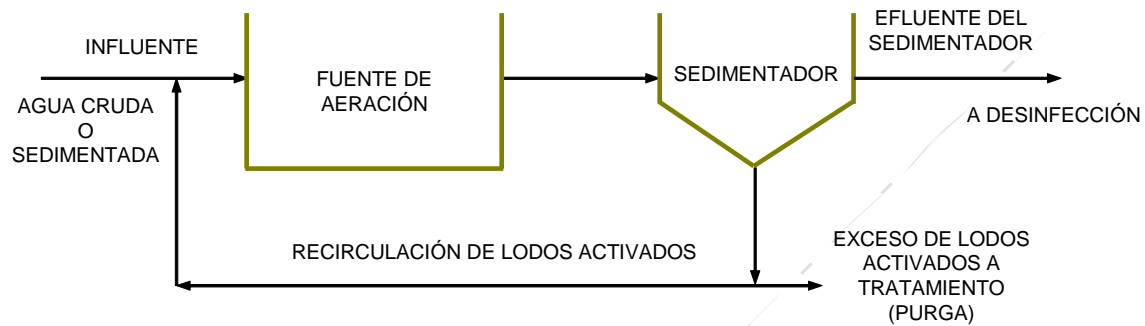 INFLUENTE
AGUA CRUDA
O
SEDIMENTADA
FUENTE DE
AERACIÓN
SEDIMENTADOR
EFLUENTE DEL
SEDIMENTADOR
A DESINFECCIÓN
RECIRCULACIÓN DE LODOS ACTIVADOS
EXCESO DE LODOS
ACTIVADOS A
TRATAMIENTO
(PURGA)